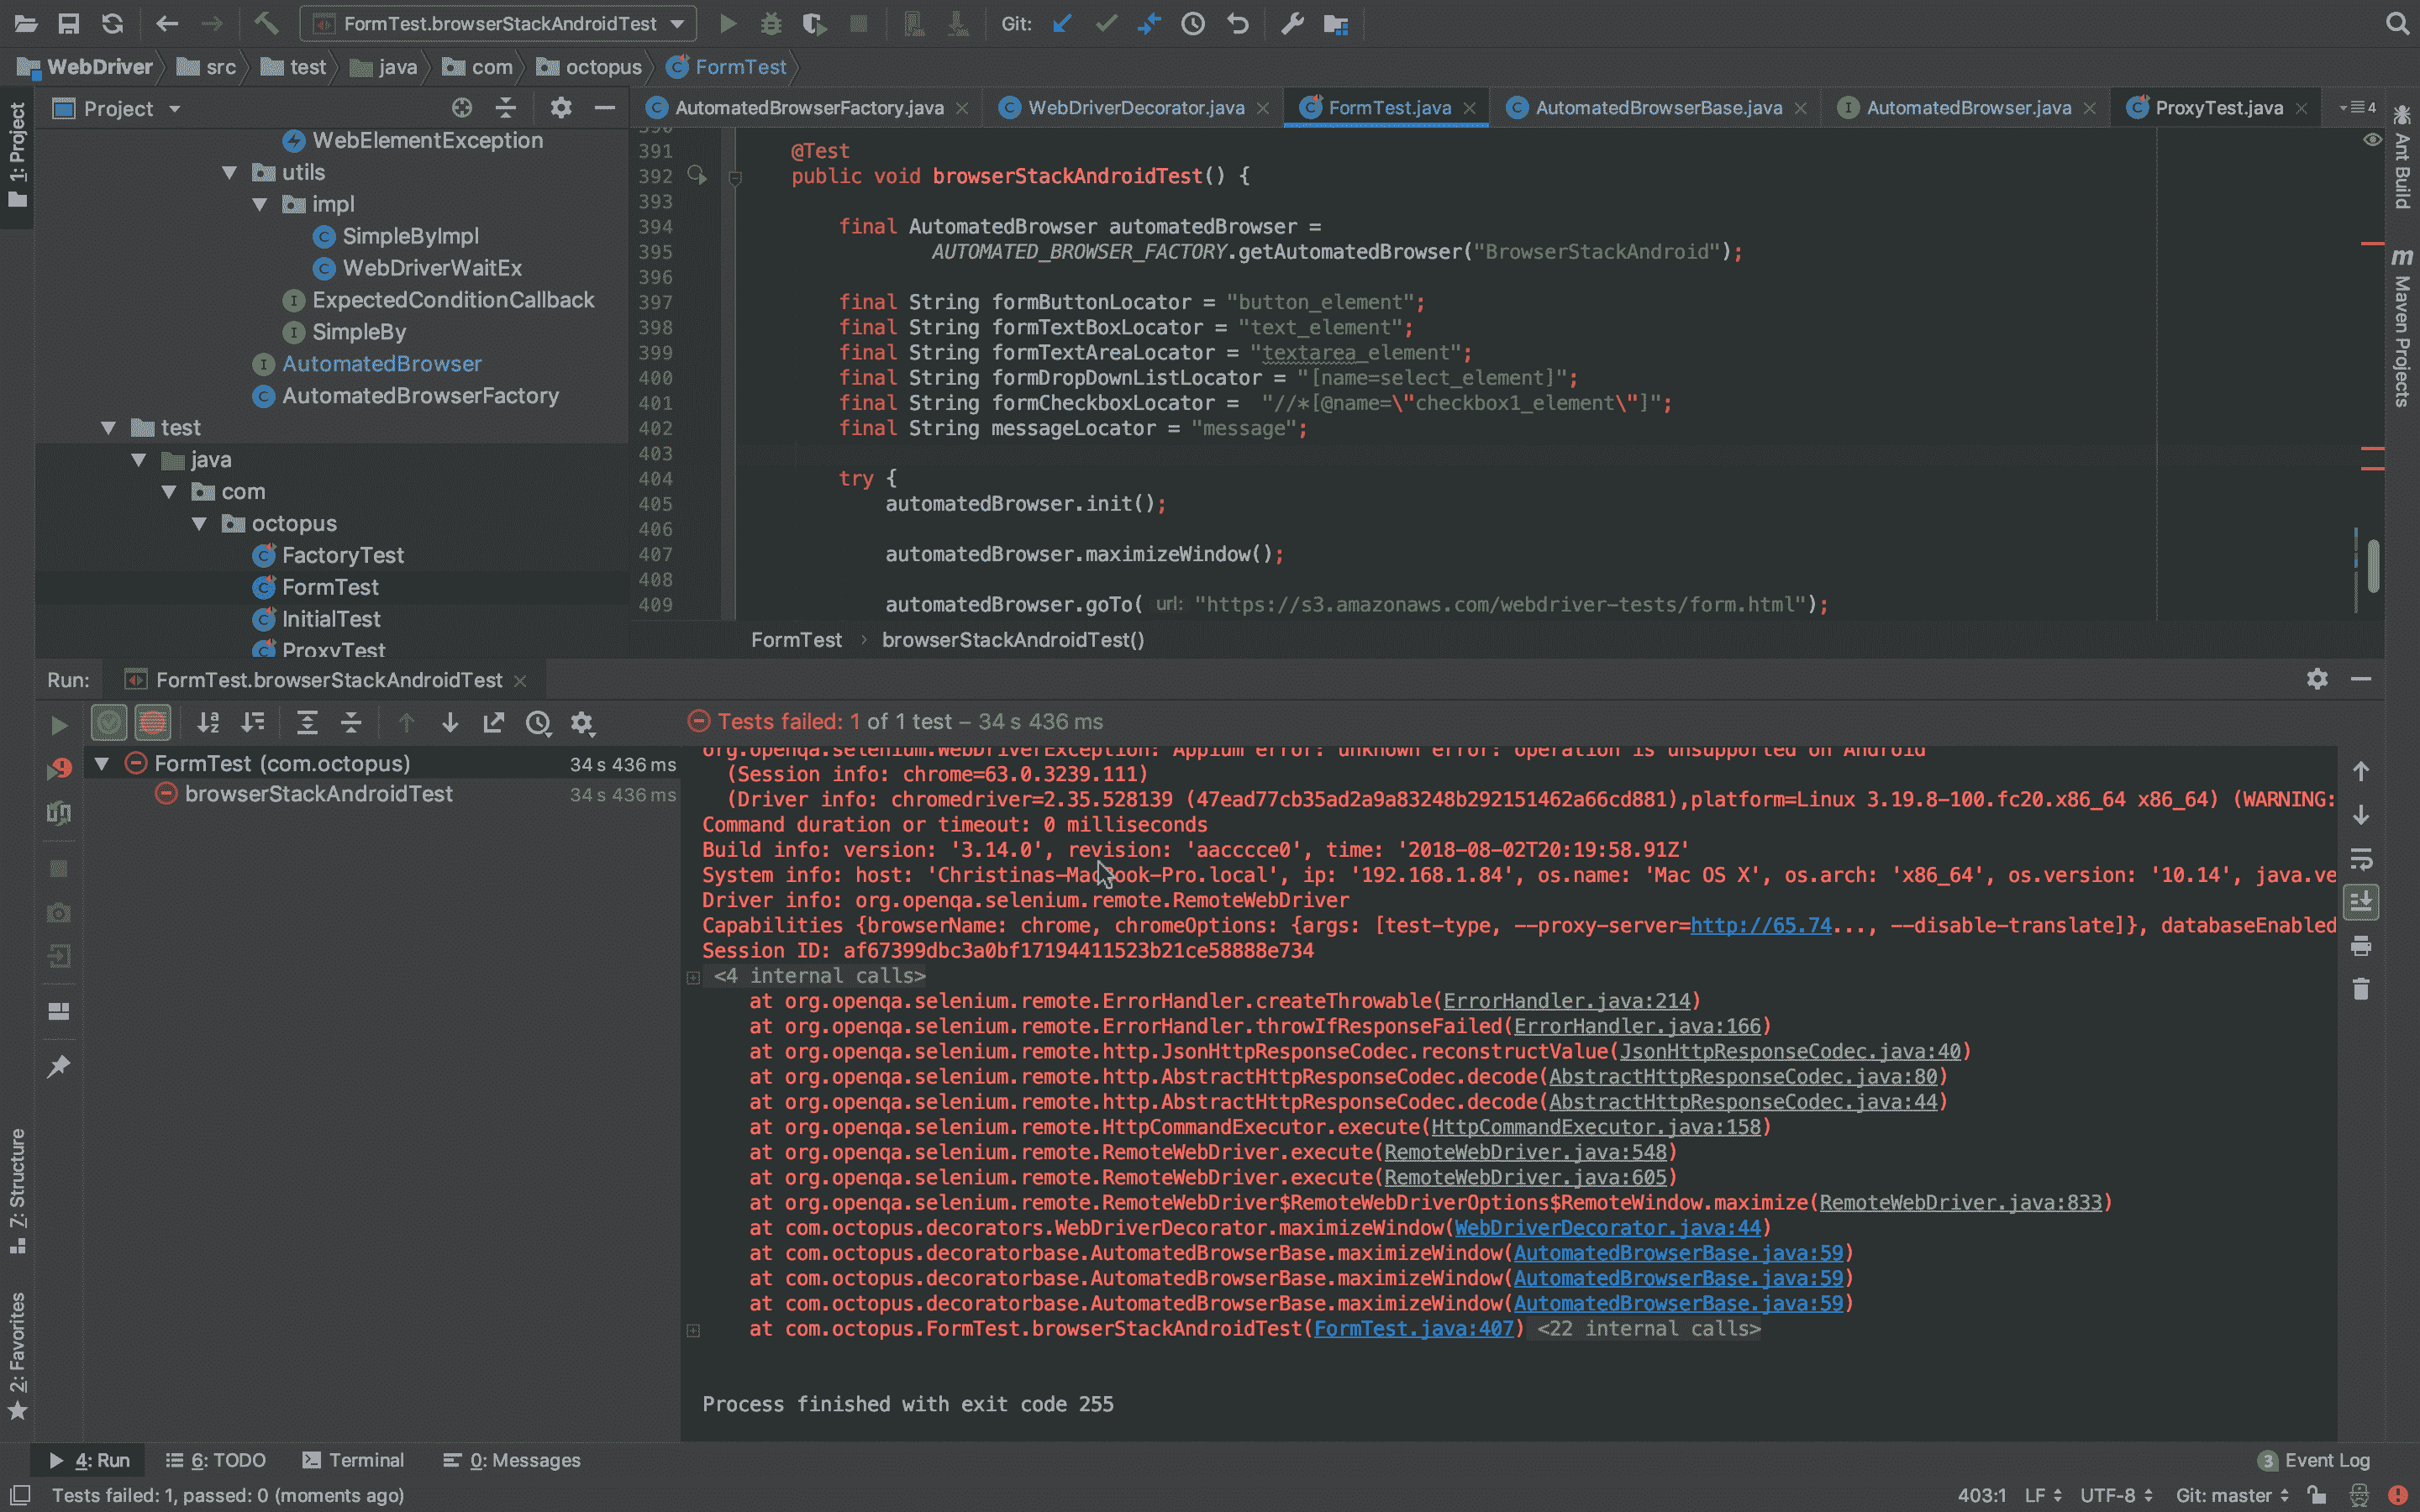 FormTest.browserStackAndroidTest
Git:
WebDriver
src
test
java
com
octopus
FormTest
1: Project
Project
WebElementException
utils
impl
SimpleByImpl
WebDriverWaitEx
ExpectedConditionCallback
SimpleBy
AutomatedBrowser
AutomatedBrowserFactory
test
java
com
octopus
FactoryTest
FormTest
InitialTest
ProxyTest
AutomatedBrowserFactory.java
WebDriverDecorator.java
FormTest.java
AutomatedBrowserBase.java
AutomatedBrowser.java
ProxyTest.java
4
390
391 @Test
392 public void browserStackAndroidTest() {
393
394 final AutomatedBrowser automatedBrowser =
395 AUTOMATED_BROWSER_FACTORY.getAutomatedBrowser("BrowserStackAndroid");
396
397 final String formButtonLocator = "button_element";
398 final String formTextBoxLocator = "text_element";
399 final String formTextAreaLocator = "textarea_element";
400 final String formDropDownListLocator = "[name=select_element]";
401 final String formCheckboxLocator =  "//*[@name=\"checkbox1_element\"]";
402 final String messageLocator = "message";
403
404 try {
405 automatedBrowser.init();
406
407 automatedBrowser.maximizeWindow();
408
409 automatedBrowser.goTo( url: "https://s3.amazonaws.com/webdriver-tests/form.html");
FormTest › browserStackAndroidTest()
Ant Build
Maven Projects
Run:
FormTest.browserStackAndroidTest
Tests failed: 1 of 1 test – 34 s 436 ms
FormTest (com.octopus) 34 s 436 ms
browserStackAndroidTest 34 s 436 ms
org.openqa.selenium.WebDriverException: Appium error: unknown error: operation is unsupported on Android
(Session info: chrome=63.0.3239.111)
(Driver info: chromedriver=2.35.528139 (47ead77cb35ad2a9a83248b292151462a66cd881),platform=Linux 3.19.8-100.fc20.x86_64 x86_64) (WARNING:
Command duration or timeout: 0 milliseconds
Build info: version: '3.14.0', revision: 'aacccce0', time: '2018-08-02T20:19:58.91Z'
System info: host: 'Christinas-MacBook-Pro.local', ip: '192.168.1.84', os.name: 'Mac OS X', os.arch: 'x86_64', os.version: '10.14', java.ve
Driver info: org.openqa.selenium.remote.RemoteWebDriver
Capabilities {browserName: chrome, chromeOptions: {args: [test-type, --proxy-server=http://65.74..., --disable-translate]}, databaseEnabled
Session ID: af67399dbc3a0bf17194411523b21ce58888e734
<4 internal calls>
at org.openqa.selenium.remote.ErrorHandler.createThrowable(ErrorHandler.java:214)
at org.openqa.selenium.remote.ErrorHandler.throwIfResponseFailed(ErrorHandler.java:166)
at org.openqa.selenium.remote.http.JsonHttpResponseCodec.reconstructValue(JsonHttpResponseCodec.java:40)
at org.openqa.selenium.remote.http.AbstractHttpResponseCodec.decode(AbstractHttpResponseCodec.java:80)
at org.openqa.selenium.remote.http.AbstractHttpResponseCodec.decode(AbstractHttpResponseCodec.java:44)
at org.openqa.selenium.remote.HttpCommandExecutor.execute(HttpCommandExecutor.java:158)
at org.openqa.selenium.remote.RemoteWebDriver.execute(RemoteWebDriver.java:548)
at org.openqa.selenium.remote.RemoteWebDriver.execute(RemoteWebDriver.java:605)
at org.openqa.selenium.remote.RemoteWebDriver$RemoteWebDriverOptions$RemoteWindow.maximize(RemoteWebDriver.java:833)
at com.octopus.decorators.WebDriverDecorator.maximizeWindow(WebDriverDecorator.java:44)
at com.octopus.decoratorbase.AutomatedBrowserBase.maximizeWindow(AutomatedBrowserBase.java:59)
at com.octopus.decoratorbase.AutomatedBrowserBase.maximizeWindow(AutomatedBrowserBase.java:59)
at com.octopus.decoratorbase.AutomatedBrowserBase.maximizeWindow(AutomatedBrowserBase.java:59)
at com.octopus.FormTest.browserStackAndroidTest(FormTest.java:407) <22 internal calls>
Process finished with exit code 255
7: Structure
2: Favorites
4: Run
6: TODO
Terminal
0: Messages
3 Event Log
Tests failed: 1, passed: 0 (moments ago)
403:1
LF
UTF-8
Git: master